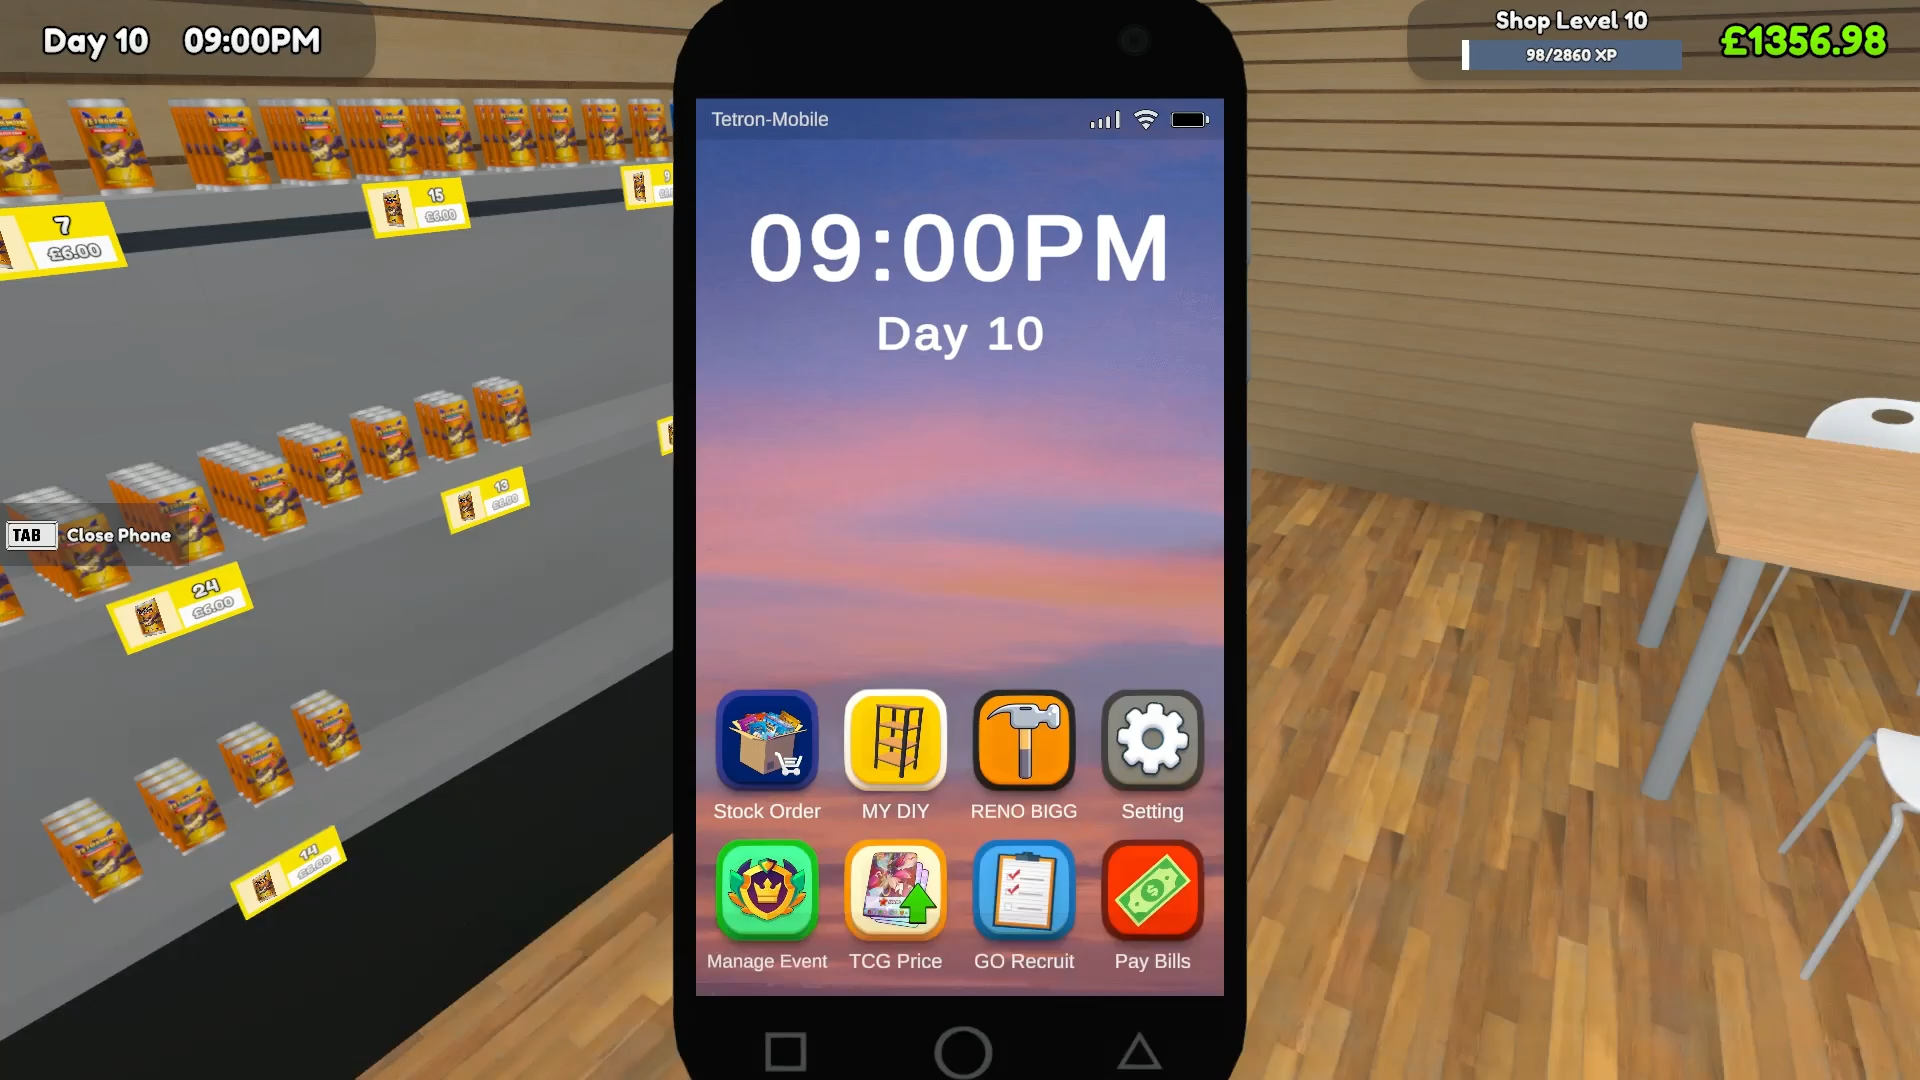 Day 10 09:00PM
Shop Level 10
98/2860 XP
£1356.98
Tetron-Mobile
09:00PM
Day 10
7
£6.00
15
£6.00
9
24
£6.00
13
£6.00
14
£6.00
TAB Close Phone
Stock Order
MY DIY
RENO BIGG
Setting
Manage Event
TCG Price
GO Recruit
Pay Bills